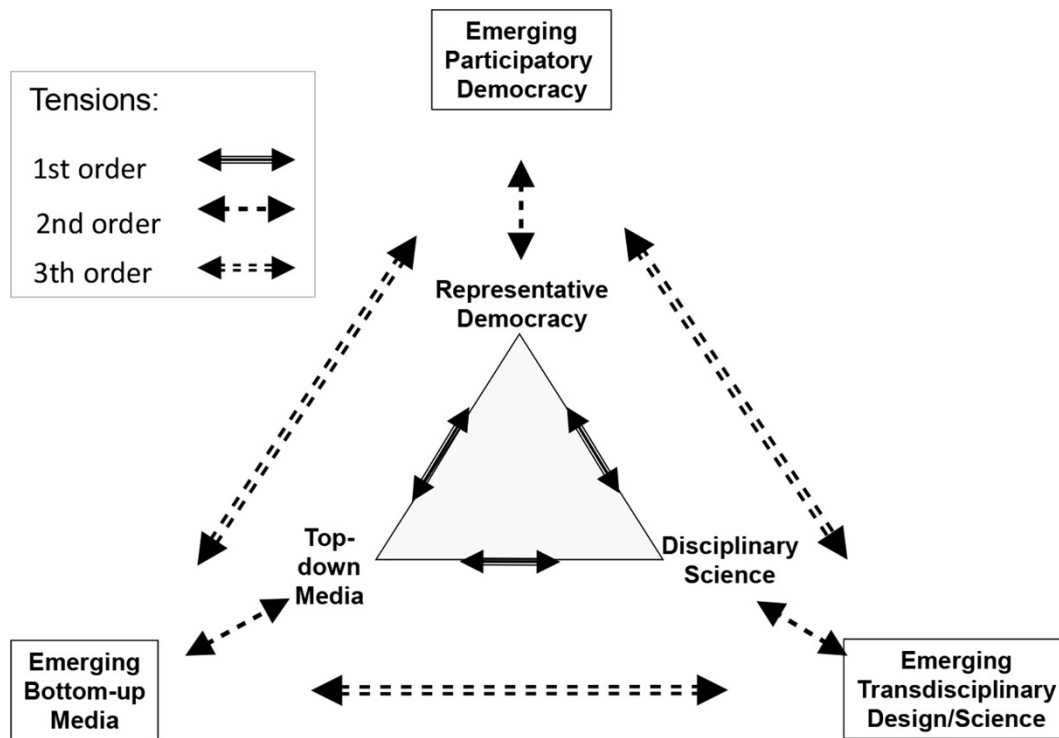 Emerging
Participatory
Democracy
Tensions:
1st order
2nd order
3th order
Representative
Democracy
Top-
down
Media
Disciplinary
Science
Emerging
Bottom-up
Media
Emerging
Transdisciplinary
Design/Science